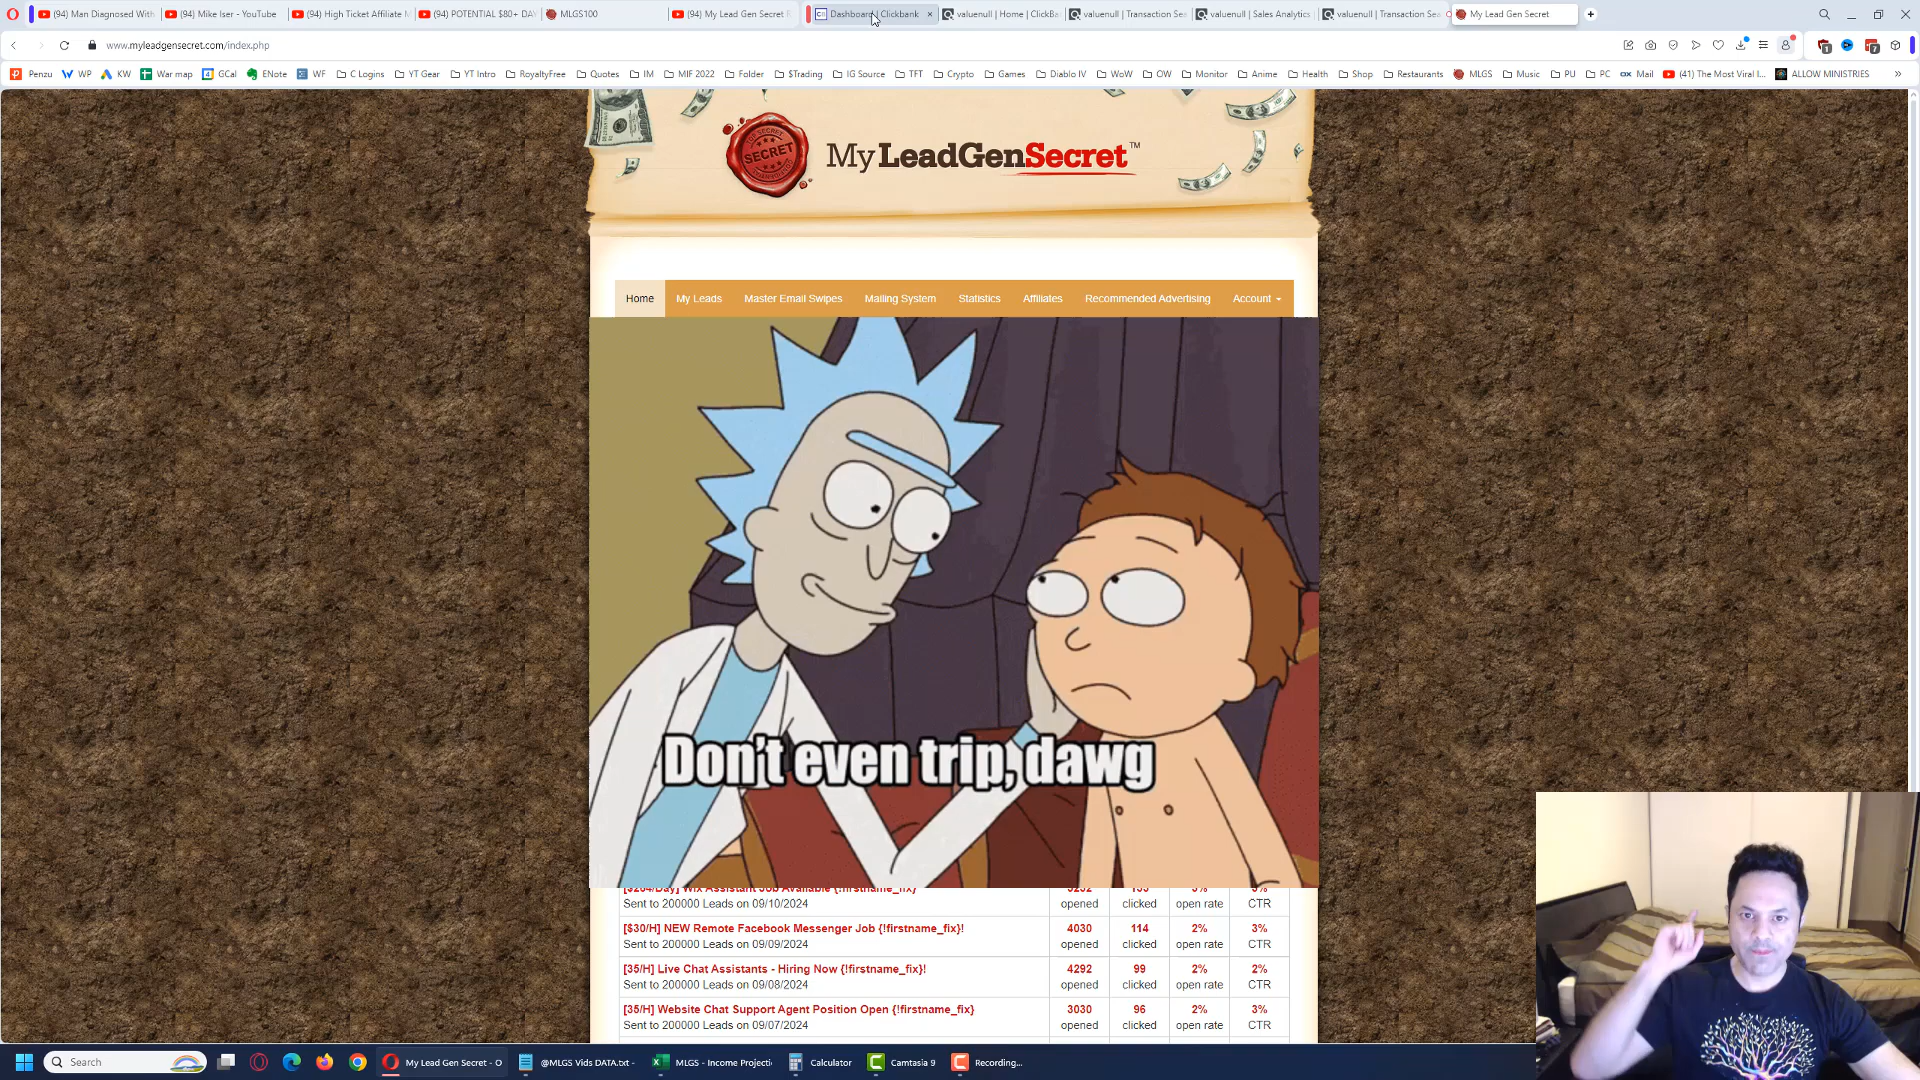 (94) Man Diagnosed With
(94) Mike Iser - YouTube
(94) High Ticket Affiliate M
(94) POTENTIAL $80+ DAY
MLGS100
(94) My Lead Gen Secret R
Dashboard | Clickbank
valuenull | Home | ClickBa
valuenull | Transaction Sea
valuenull | Sales Analytics
valuenull | Transaction Sea
My Lead Gen Secret
www.myleadgensecret.com/index.php
Penzu
WP
KW
War map
GCal
ENote
WF
C Logins
YT Gear
YT Intro
RoyaltyFree
Quotes
IM
MIF 2022
Folder
$Trading
IG Source
TFT
Crypto
Games
Diablo IV
WoW
OW
Monitor
Anime
Health
Shop
Restaurants
MLGS
Music
PU
PC
Mail
(41) The Most Viral I...
ALLOW MINISTRIES
SECRET
MyLeadGenSecret™
Home
My Leads
Master Email Swipes
Mailing System
Statistics
Affiliates
Recommended Advertising
Account
Don't even trip, dawg
Sent to 200000 Leads on 09/10/2024
opened
clicked
open rate
CTR
[$30/H] NEW Remote Facebook Messenger Job {!firstname_fix}!
4030
114
2%
3%
Sent to 200000 Leads on 09/09/2024
opened
clicked
open rate
CTR
[35/H] Live Chat Assistants - Hiring Now {!firstname_fix}!
4292
99
2%
2%
Sent to 200000 Leads on 09/08/2024
opened
clicked
open rate
CTR
[35/H] Website Chat Support Agent Position Open {!firstname_fix}
3030
96
2%
3%
Sent to 200000 Leads on 09/07/2024
opened
clicked
open rate
CTR
Search
My Lead Gen Secret - O
@MLGS Vids DATA.txt -
MLGS - Income Projecti
Calculator
Camtasia 9
Recording...